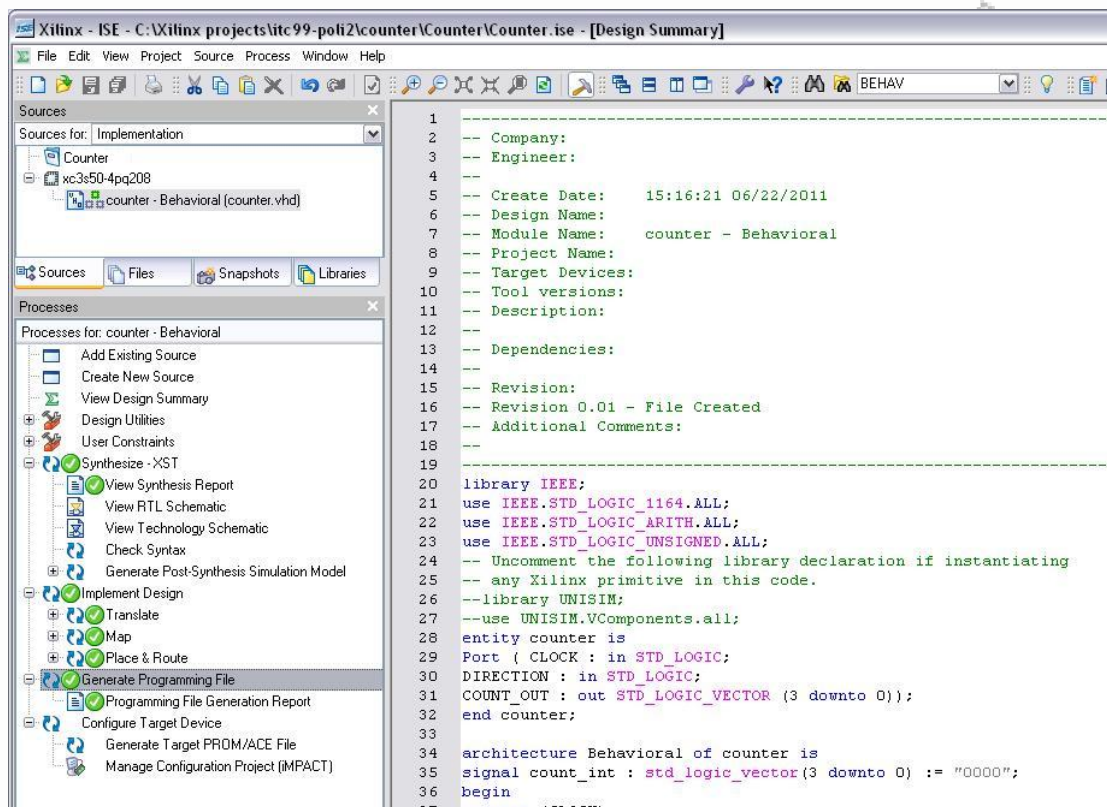 Xilinx - ISE - C:\Xilinx projects\itc99-poli2\counter\Counter\Counter.ise - [Design Summary]
File Edit View Project Source Process Window Help
BEHAV
Sources
Sources for: Implementation
Counter
xc3s50-4pq208
counter - Behavioral (counter.vhd)
Sources Files Snapshots Libraries
Processes
Processes for: counter - Behavioral
Add Existing Source
Create New Source
View Design Summary
Design Utilities
User Constraints
Synthesize - XST
View Synthesis Report
View RTL Schematic
View Technology Schematic
Check Syntax
Generate Post-Synthesis Simulation Model
Implement Design
Translate
Map
Place & Route
Generate Programming File
Programming File Generation Report
Configure Target Device
Generate Target PROM/ACE File
Manage Configuration Project (iMPACT)
1 --------------------------------------------------------------------------------
2 -- Company:
3 -- Engineer:
4 --
5 -- Create Date: 15:16:21 06/22/2011
6 -- Design Name:
7 -- Module Name: counter - Behavioral
8 -- Project Name:
9 -- Target Devices:
10 -- Tool versions:
11 -- Description:
12 --
13 -- Dependencies:
14 --
15 -- Revision:
16 -- Revision 0.01 - File Created
17 -- Additional Comments:
18 --
19 --------------------------------------------------------------------------------
20 library IEEE;
21 use IEEE.STD_LOGIC_1164.ALL;
22 use IEEE.STD_LOGIC_ARITH.ALL;
23 use IEEE.STD_LOGIC_UNSIGNED.ALL;
24 -- Uncomment the following library declaration if instantiating
25 -- any Xilinx primitive in this code.
26 --library UNISIM;
27 --use UNISIM.VComponents.all;
28 entity counter is
29 Port ( CLOCK : in STD_LOGIC;
30 DIRECTION : in STD_LOGIC;
31 COUNT_OUT : out STD_LOGIC_VECTOR (3 downto 0));
32 end counter;
33
34 architecture Behavioral of counter is
35 signal count_int : std_logic_vector(3 downto 0) := "0000";
36 begin